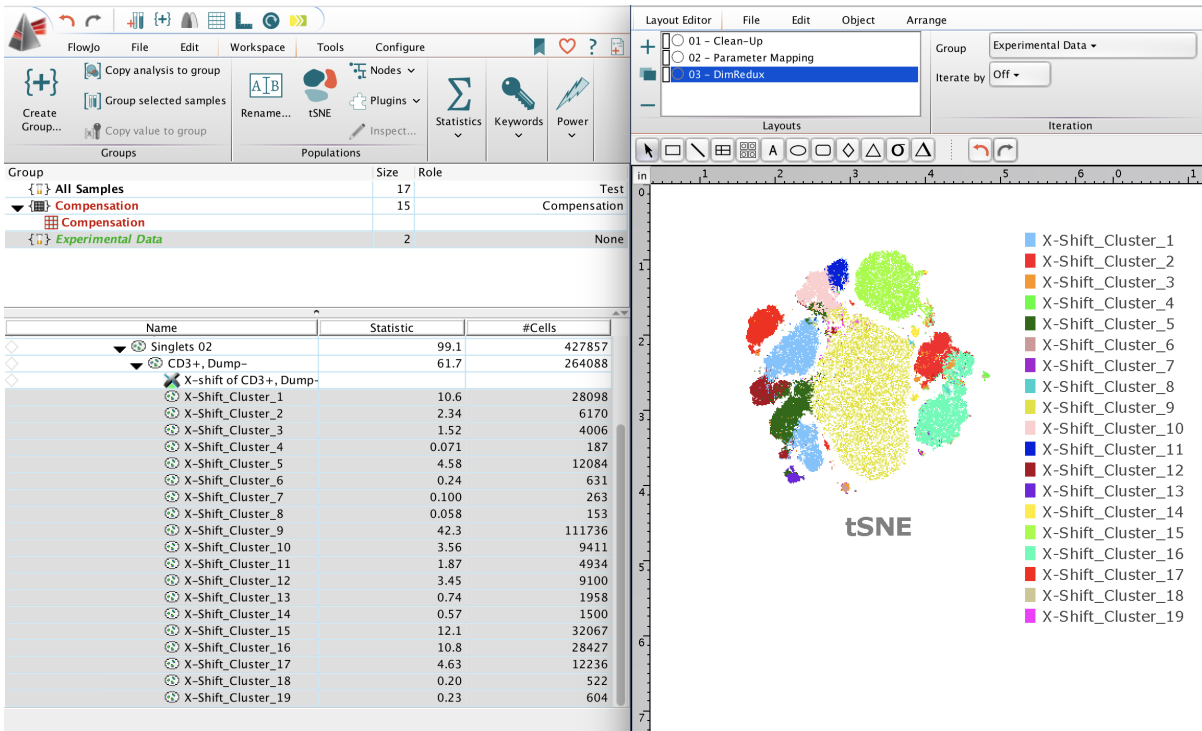 FlowJo File Edit Workspace Tools Configure ?
{+} Create Group...
Copy analysis to group
Group selected samples
Copy value to group
Groups
A B Rename...
tSNE
Nodes
Plugins
Inspect...
Populations
Σ Statistics
Keywords
Power
Group Size Role
All Samples 17 Test
Compensation 15 Compensation
Compensation
Experimental Data 2 None
Name Statistic #Cells
Singlets 02 99.1 427857
CD3+, Dump- 61.7 264088
X-shift of CD3+, Dump-
X-Shift_Cluster_1 10.6 28098
X-Shift_Cluster_2 2.34 6170
X-Shift_Cluster_3 1.52 4006
X-Shift_Cluster_4 0.071 187
X-Shift_Cluster_5 4.58 12084
X-Shift_Cluster_6 0.24 631
X-Shift_Cluster_7 0.100 263
X-Shift_Cluster_8 0.058 153
X-Shift_Cluster_9 42.3 111736
X-Shift_Cluster_10 3.56 9411
X-Shift_Cluster_11 1.87 4934
X-Shift_Cluster_12 3.45 9100
X-Shift_Cluster_13 0.74 1958
X-Shift_Cluster_14 0.57 1500
X-Shift_Cluster_15 12.1 32067
X-Shift_Cluster_16 10.8 28427
X-Shift_Cluster_17 4.63 12236
X-Shift_Cluster_18 0.20 522
X-Shift_Cluster_19 0.23 604
Layout Editor File Edit Object Arrange
01 - Clean-Up
02 - Parameter Mapping
03 - DimRedux
Layouts
Group Experimental Data
Iterate by Off
Iteration
A σ Δ
in 1 2 3 4 5 6 1
0
1
2
3
4
5
6
7
tSNE
X-Shift_Cluster_1
X-Shift_Cluster_2
X-Shift_Cluster_3
X-Shift_Cluster_4
X-Shift_Cluster_5
X-Shift_Cluster_6
X-Shift_Cluster_7
X-Shift_Cluster_8
X-Shift_Cluster_9
X-Shift_Cluster_10
X-Shift_Cluster_11
X-Shift_Cluster_12
X-Shift_Cluster_13
X-Shift_Cluster_14
X-Shift_Cluster_15
X-Shift_Cluster_16
X-Shift_Cluster_17
X-Shift_Cluster_18
X-Shift_Cluster_19